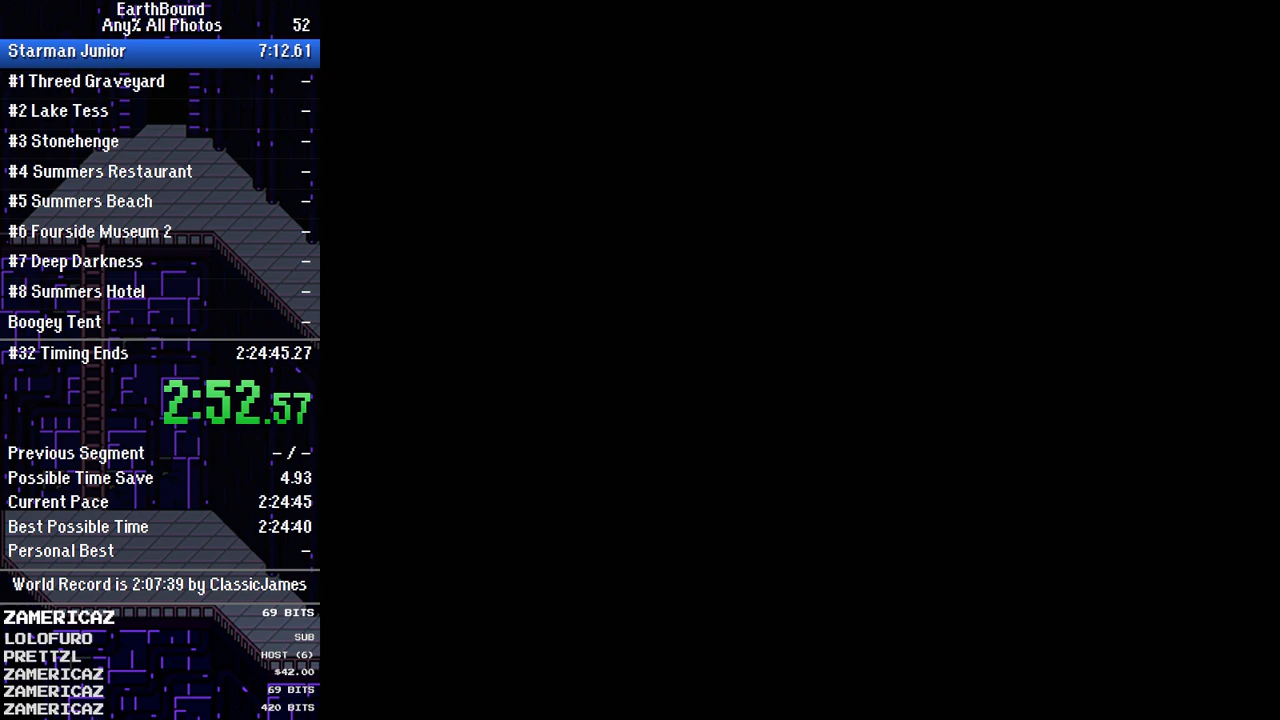 EarthBound
Any% All Photos 52
Starman Junior 7:12.61
#1 Threed Graveyard –
#2 Lake Tess –
#3 Stonehenge –
#4 Summers Restaurant –
#5 Summers Beach –
#6 Fourside Museum 2 –
#7 Deep Darkness –
#8 Summers Hotel –
Boogey Tent –
#32 Timing Ends 2:24:45.27
2:52.57
Previous Segment – / –
Possible Time Save 4.93
Current Pace 2:24:45
Best Possible Time 2:24:40
Personal Best –
World Record is 2:07:39 by ClassicJames
ZAMERICAZ 69 BITS
LOLOFURO SUB
PRETTZL HOST (6)
ZAMERICAZ $42.00
ZAMERICAZ 69 BITS
ZAMERICAZ 420 BITS